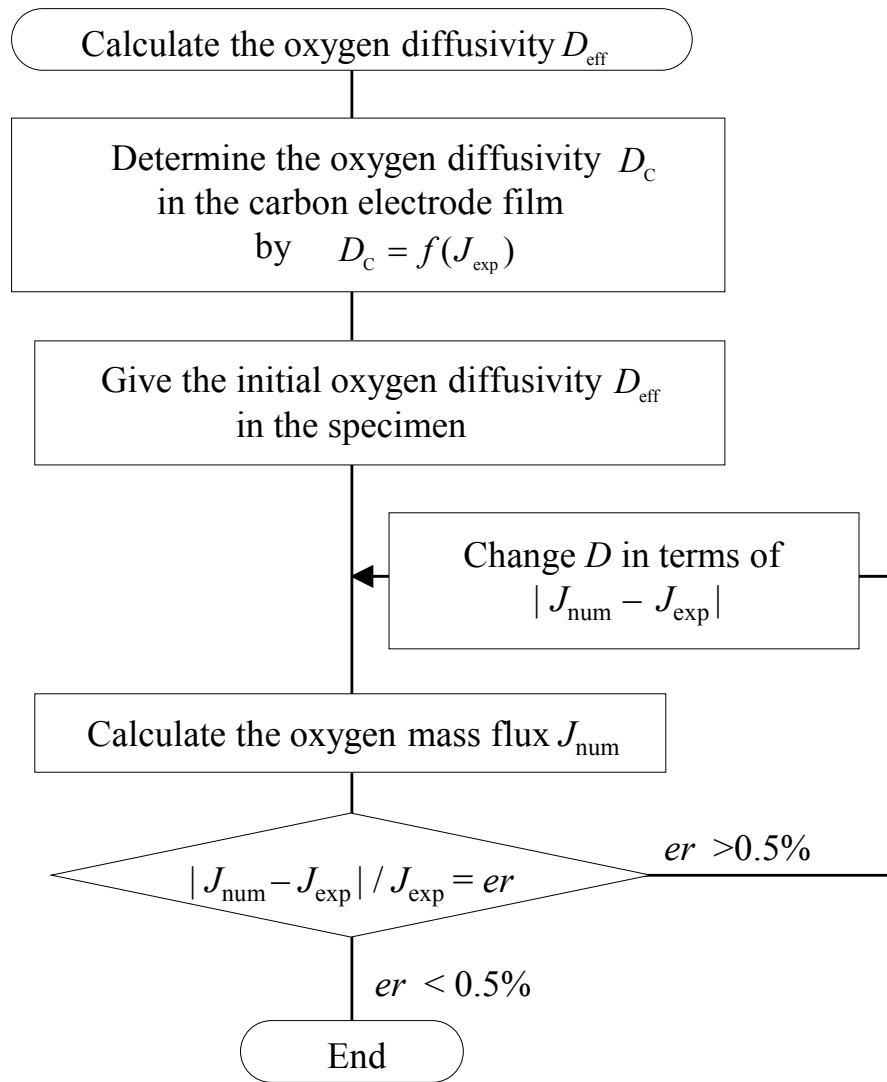 Calculate the oxygen diffusivity D_eff
Determine the oxygen diffusivity D_C
in the carbon electrode film
by D_C = f(J_exp)
Give the initial oxygen diffusivity D_eff
in the specimen
Change D in terms of
| J_num − J_exp |
Calculate the oxygen mass flux J_num
| J_num − J_exp | / J_exp = er
er >0.5%
er < 0.5%
End